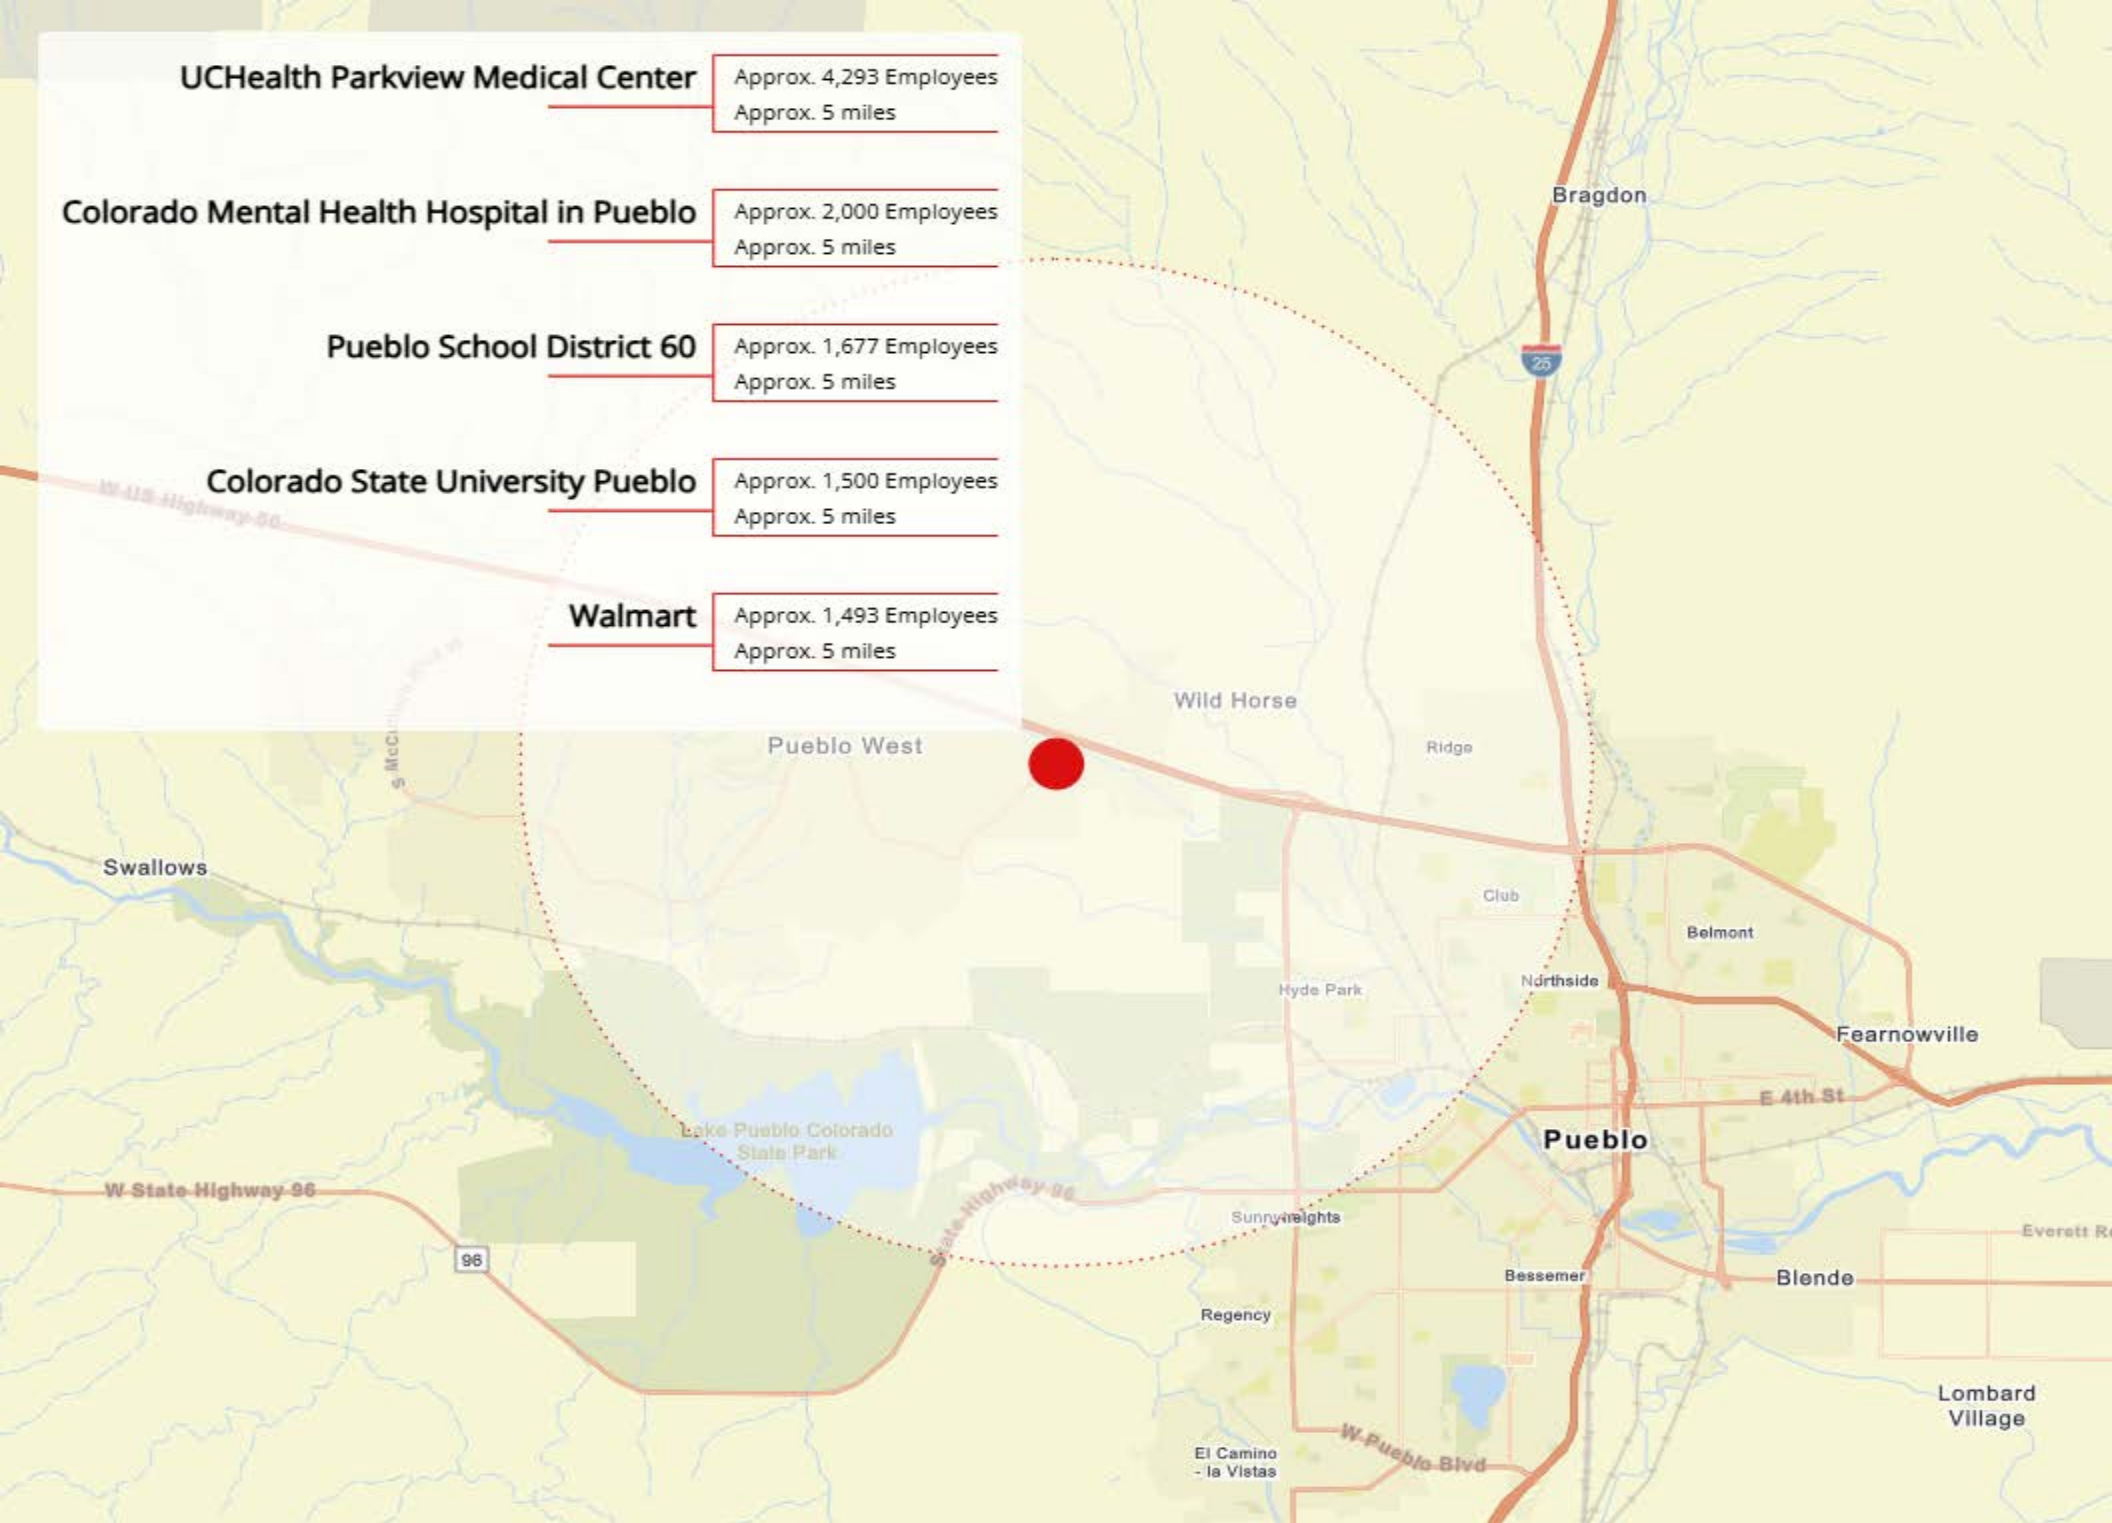 UCHealth Parkview Medical Center
Approx. 4,293 Employees
Approx. 5 miles
Colorado Mental Health Hospital in Pueblo
Approx. 2,000 Employees
Approx. 5 miles
Pueblo School District 60
Approx. 1,677 Employees
Approx. 5 miles
Colorado State University Pueblo
Approx. 1,500 Employees
Approx. 5 miles
Walmart
Approx. 1,493 Employees
Approx. 5 miles
Bragdon
25
W US Highway 50
Wild Horse
Pueblo West
Ridge
Swallows
Club
Belmont
Northside
Hyde Park
Fearnowville
E 4th St
Lake Pueblo Colorado
State Park
Pueblo
W State Highway 96
State Highway 96
Sunnyheights
Everett
96
Bessemer
Blende
Regency
Lombard
Village
W Pueblo Blvd
El Camino
- la Vistas